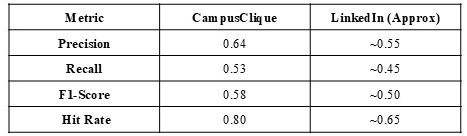 Metric CampusClique LinkedIn (Approx)
Precision 0.64 ~0.55
Recall 0.53 ~0.45
F1-Score 0.58 ~0.50
Hit Rate 0.80 ~0.65